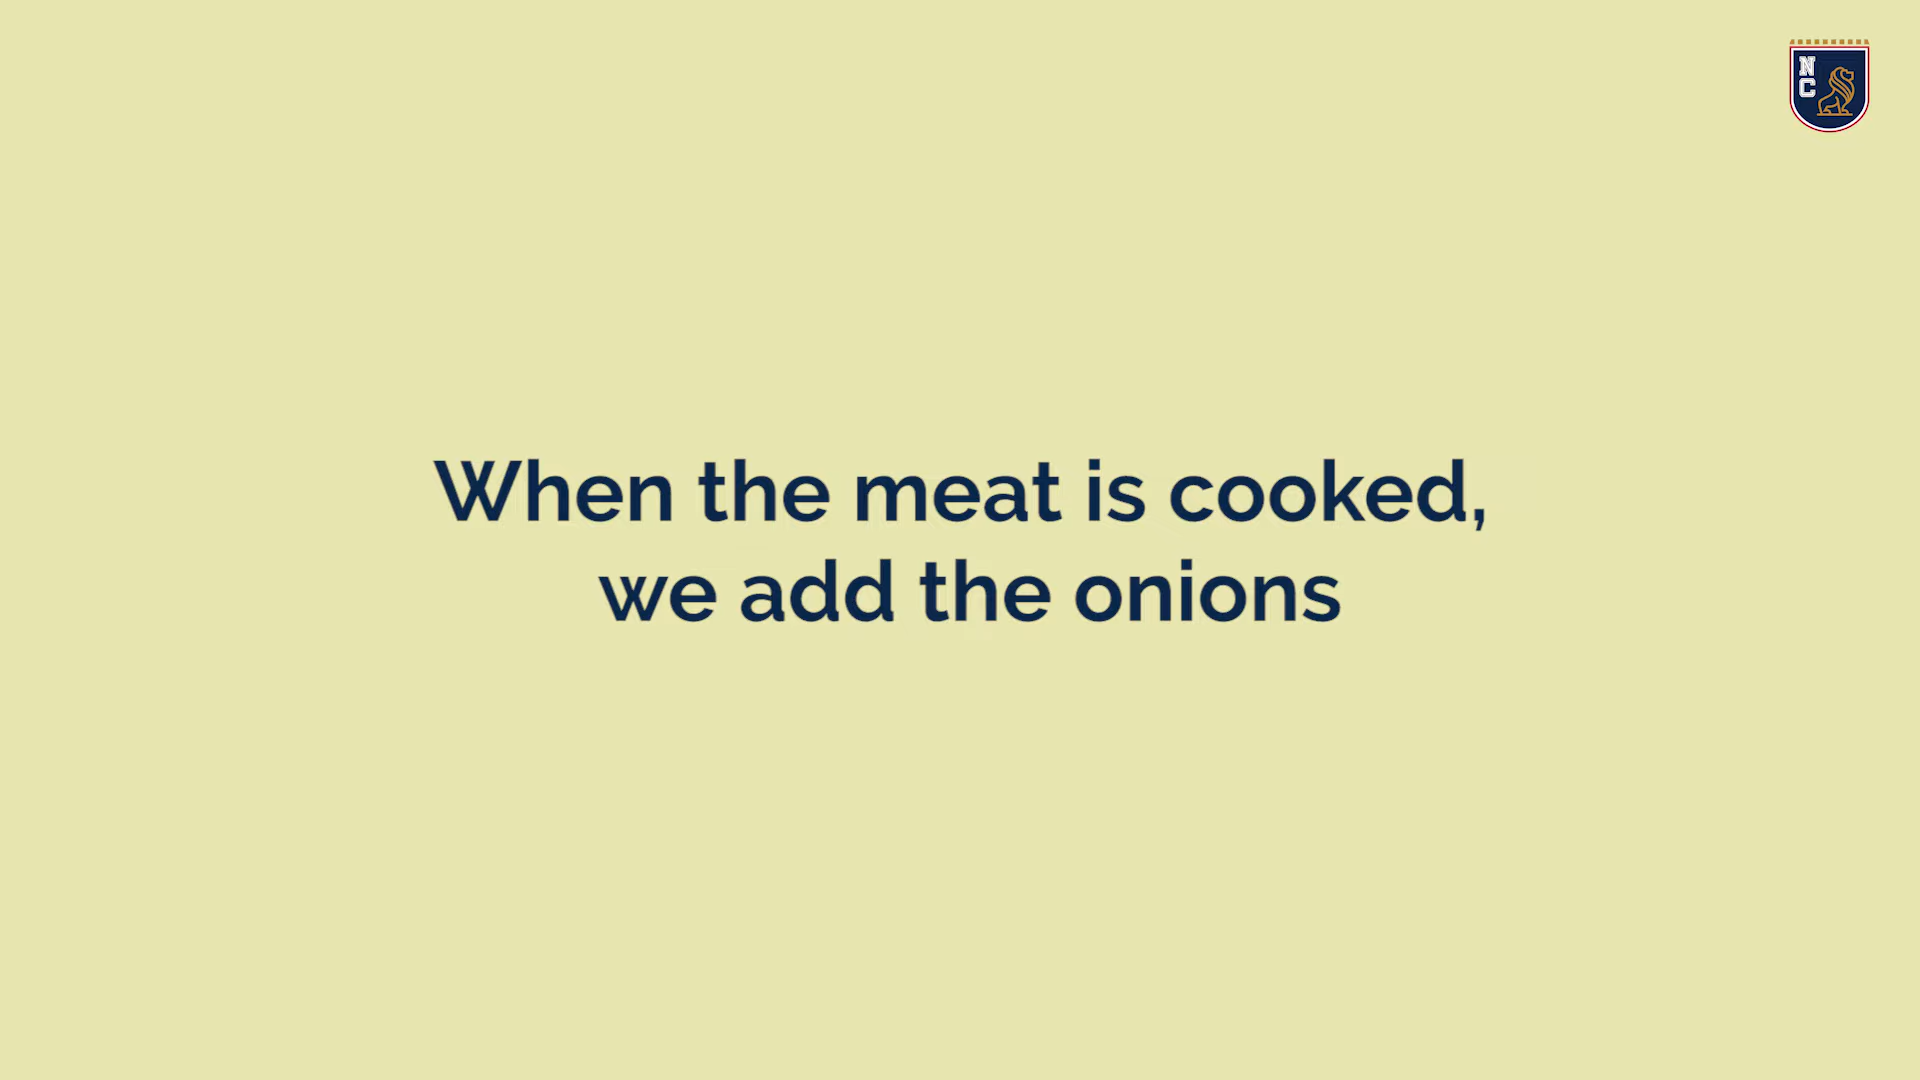 N
C
When the meat is cooked,
we add the onions